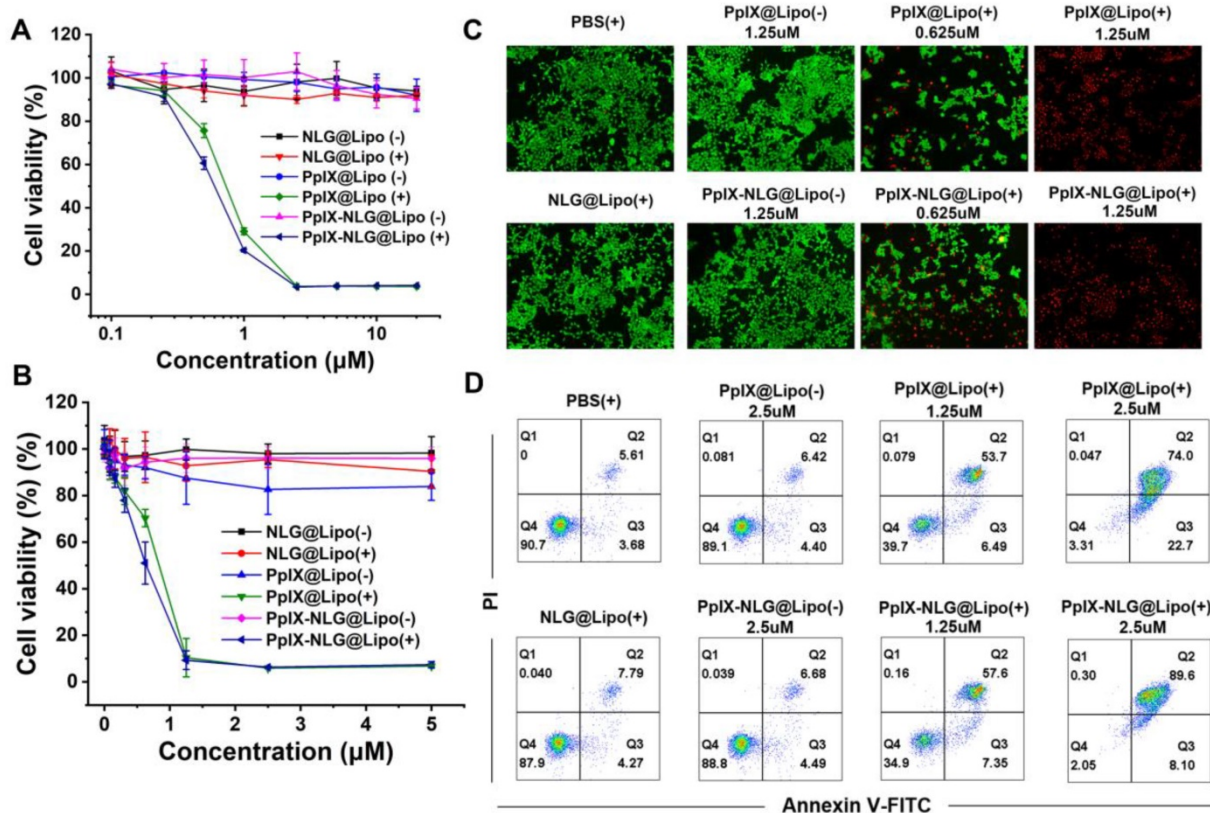 A
Cell viability (%)
120
100
80
60
40
20
0
NLG@Lipo (-)
NLG@Lipo (+)
PpIX@Lipo (-)
PpIX@Lipo (+)
PpIX-NLG@Lipo (-)
PpIX-NLG@Lipo (+)
0.1
1
10
Concentration (μM)
B
Cell viability (%) (%)
120
100
80
60
40
20
0
NLG@Lipo(-)
NLG@Lipo(+)
PpIX@Lipo(-)
PpIX@Lipo(+)
PpIX-NLG@Lipo(-)
PpIX-NLG@Lipo(+)
0
1
2
3
4
5
Concentration (μM)
C
PBS(+)
PpIX@Lipo(-)
1.25uM
PpIX@Lipo(+)
0.625uM
PpIX@Lipo(+)
1.25uM
NLG@Lipo(+)
PpIX-NLG@Lipo(-)
1.25uM
PpIX-NLG@Lipo(+)
0.625uM
PpIX-NLG@Lipo(+)
1.25uM
D
PI
PBS(+)
Q1
0
Q2
5.61
Q4
90.7
Q3
3.68
PpIX@Lipo(-)
2.5uM
Q1
0.081
Q2
6.42
Q4
89.1
Q3
4.40
PpIX@Lipo(+)
1.25uM
Q1
0.079
Q2
53.7
Q4
39.7
Q3
6.49
PpIX@Lipo(+)
2.5uM
Q1
0.047
Q2
74.0
Q4
3.31
Q3
22.7
NLG@Lipo(+)
Q1
0.040
Q2
7.79
Q4
87.9
Q3
4.27
PpIX-NLG@Lipo(-)
2.5uM
Q1
0.039
Q2
6.68
Q4
88.8
Q3
4.49
PpIX-NLG@Lipo(+)
1.25uM
Q1
0.16
Q2
57.6
Q4
34.9
Q3
7.35
PpIX-NLG@Lipo(+)
2.5uM
Q1
0.30
Q2
89.6
Q4
2.05
Q3
8.10
Annexin V-FITC